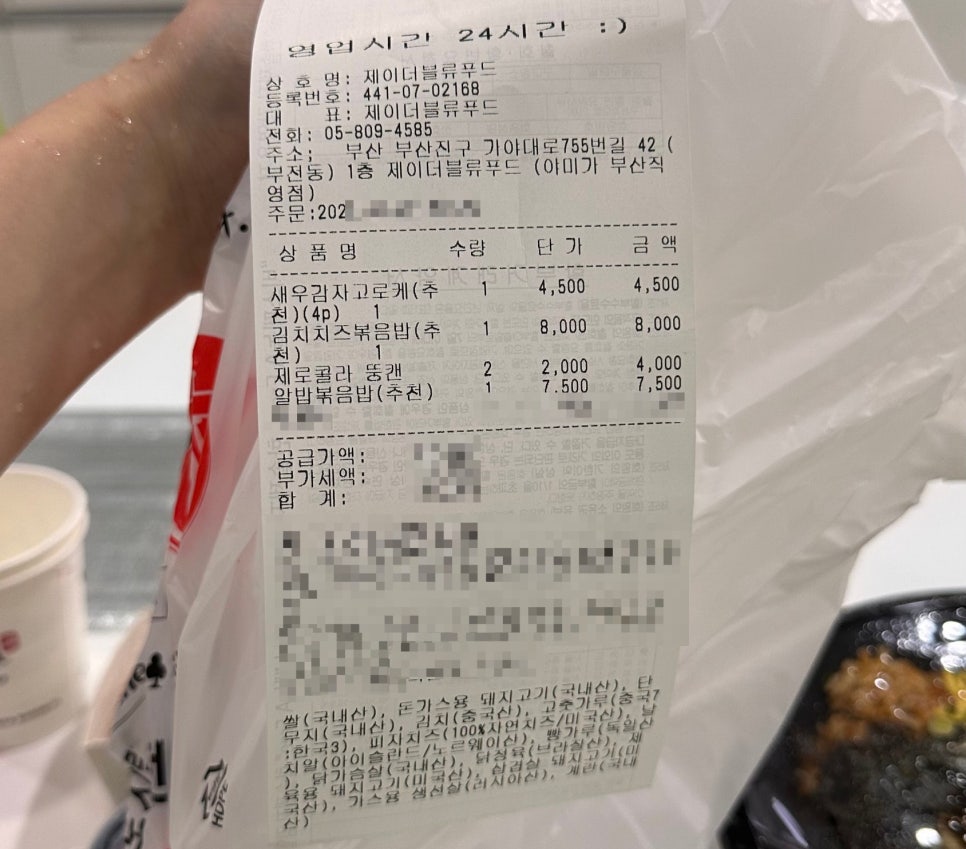 영업시간 24시간 :)
상 호 명: 제이더블류푸드
등록번호: 441-07-02168
대 표: 제이더블류푸드
전화: 05-809-4585
주소; 부산 부산진구 가야대로755번길 42 (
부전동) 1층 제이더블류푸드 (아미가 부산직
영점)
주문:202
상 품 명 수량 단 가 금 액
새우감자고로케(추 1 4,500 4,500
천)(4p) 1
김치치즈볶음밥(추 1 8,000 8,000
천) 1
제로콜라 뚱캔 2 2,000 4,000
알밥볶음밥(추천) 1 7.500 7,500
공급가액:
부가세액:
합 계:
쌀(국내산), 돈가스용 돼지고기(국내산), 단
무지(국내산), 김치(중국산), 고추가루(중국7
:한국3), 피자치즈(100%자연치즈/미국산), 날
치알(아이슬란드/노르웨이산), 빵가루(독일산
), 닭가슴살(국내산), 닭정육(브라질산), 제
육용 돼지고기(미국산), 삼겹살 돼지고기(미
국산), 가스용 생선살(러시아산), 계란(국내
산)